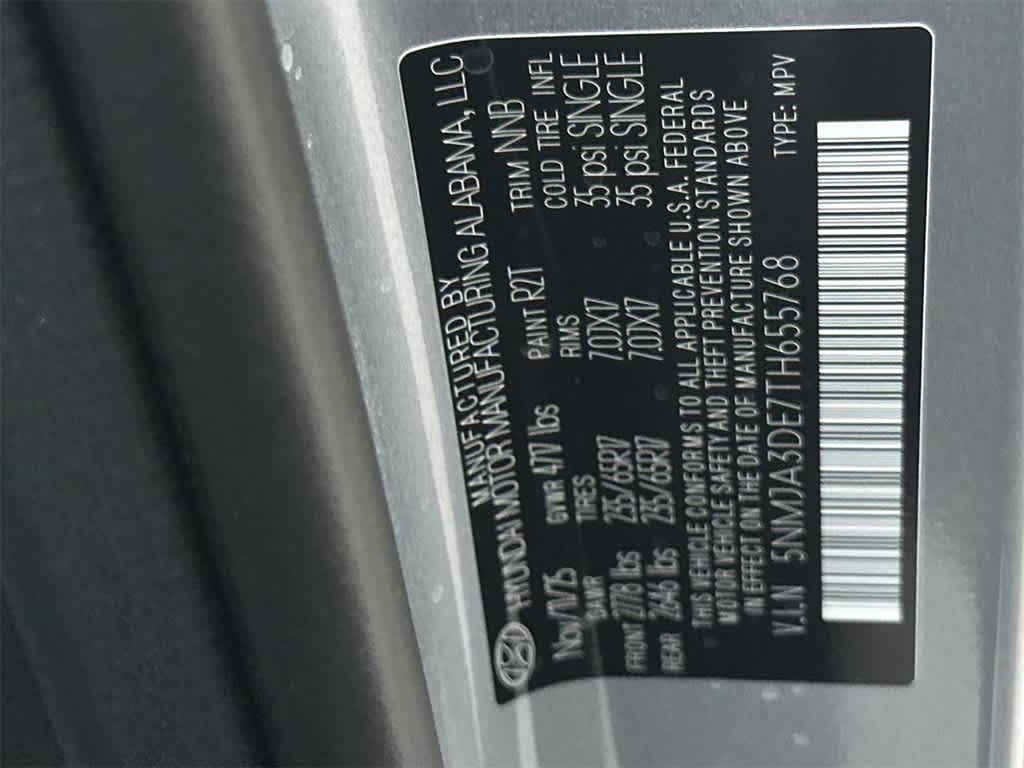 MANUFACTURED BY
HYUNDAI MOTOR MANUFACTURING ALABAMA, LLC
GVWR 4717 lbs PAINT R2T TRIM NNB
GAWR TIRES RIMS COLD TIRE INFL
FRONT 2778 lbs 235/65R17 7.0JX17 35 psi SINGLE
REAR 2646 lbs 235/65R17 7.0JX17 35 psi SINGLE
THIS VEHICLE CONFORMS TO ALL APPLICABLE U.S.A. FEDERAL
MOTOR VEHICLE SAFETY AND THEFT PREVENTION STANDARDS
IN EFFECT ON THE DATE OF MANUFACTURE SHOWN ABOVE
V.I.N 5NMJA3DE7TH655768 TYPE: MPV